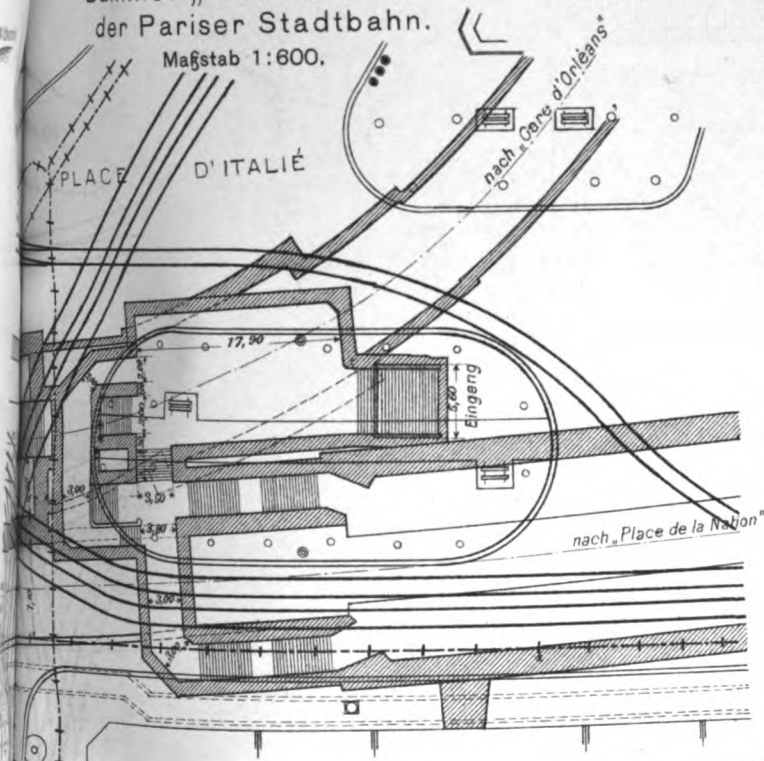 der Pariser Stadtbahn.
Maßstab 1:600.
PLACE D'ITALIÉ
nach „Gare d'Orléans"
17,90
5,60
Eingang
3,00
3,50
3,80
nach „Place de la Nation"
3,00